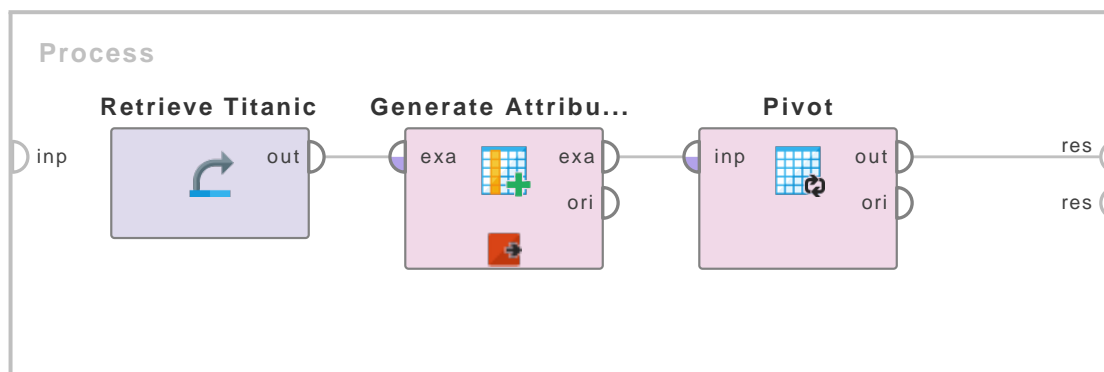 Process
Retrieve Titanic
Generate Attribu...
Pivot
inp
out
exa
exa
inp
out
res
ori
ori
res